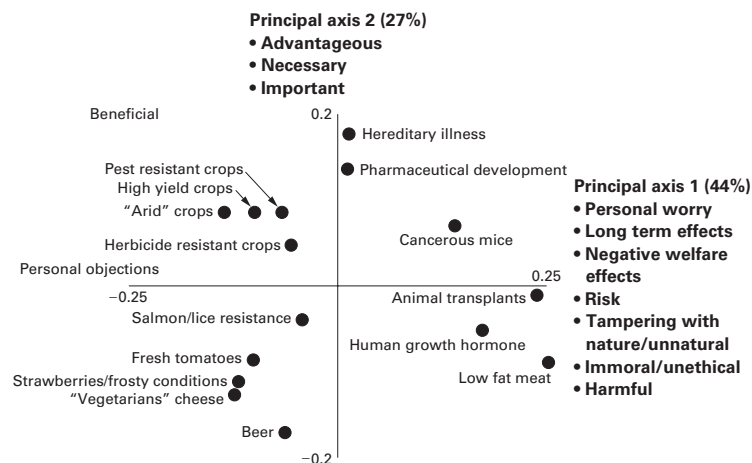 Principal axis 2 (27%)
• Advantageous
• Necessary
• Important
Beneficial
0.2
Hereditary illness
Pest resistant crops
Pharmaceutical development
High yield crops
Principal axis 1 (44%)
"Arid" crops
• Personal worry
• Long term effects
Herbicide resistant crops
Cancerous mice
• Negative welfare
effects
Personal objections
0.25
−0.25
Animal transplants
• Risk
Salmon/lice resistance
• Tampering with
nature/unnatural
Human growth hormone
Fresh tomatoes
• Immoral/unethical
Low fat meat
Strawberries/frosty conditions
• Harmful
"Vegetarians" cheese
Beer
−0.2